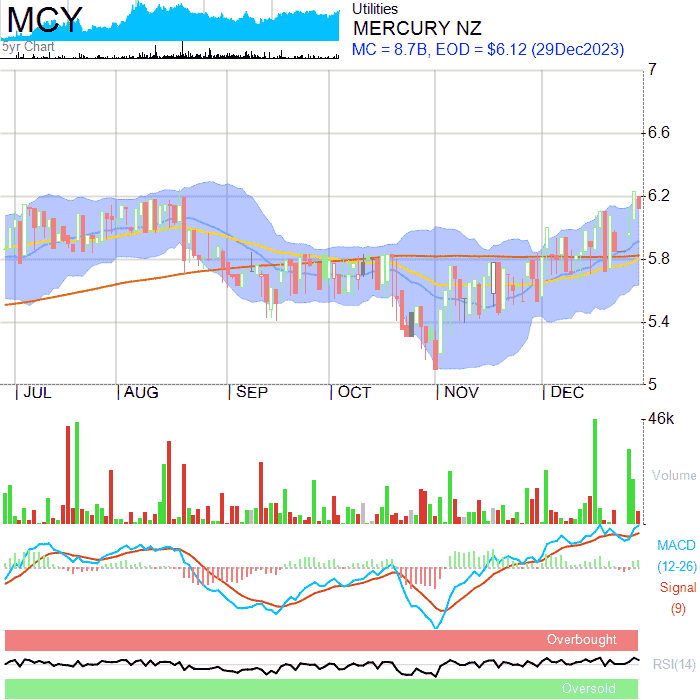 MCY
5yr Chart
Utilities
MERCURY NZ
MC = 8.7B, EOD = $6.12 (29Dec2023)
7
6.6
6.2
5.8
5.4
5
JUL AUG SEP OCT NOV DEC
46k
Volume
MACD
(12-26)
Signal
(9)
Overbought
RSI(14)
Oversold